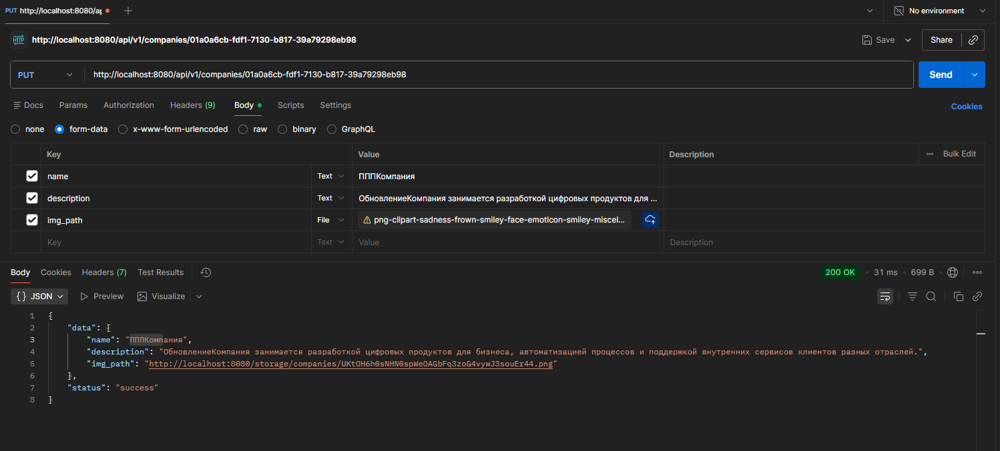 PUT http://localhost:8080/ap
No environment
HTTP http://localhost:8080/api/v1/companies/01a0a6cb-fdf1-7130-b817-39a79298eb98 Save Share
PUT http://localhost:8080/api/v1/companies/01a0a6cb-fdf1-7130-b817-39a79298eb98 Send
Docs Params Authorization Headers (9) Body Scripts Settings Cookies
none form-data x-www-form-urlencoded raw binary GraphQL
Key Value Description Bulk Edit
name Text ПППКомпания
description Text ОбновлениеКомпания занимается разработкой цифровых продуктов для ...
img_path File png-clipart-sadness-frown-smiley-face-emoticon-smiley-miscel...
Key Text Value Description
Body Cookies Headers (7) Test Results 200 OK 31 ms 699 B
{} JSON Preview Visualize
1 {
2 "data": {
3 "name": "ПППКомпания",
4 "description": "ОбновлениеКомпания занимается разработкой цифровых продуктов для бизнеса, автоматизацией процессов и поддержкой внутренних сервисов клиентов разных отраслей.",
5 "img_path": "http://localhost:8080/storage/companies/UKtOH6h0sNHN0spWeOAGbFq3zoG4vywJ3souEr44.png"
6 },
7 "status": "success"
8 }